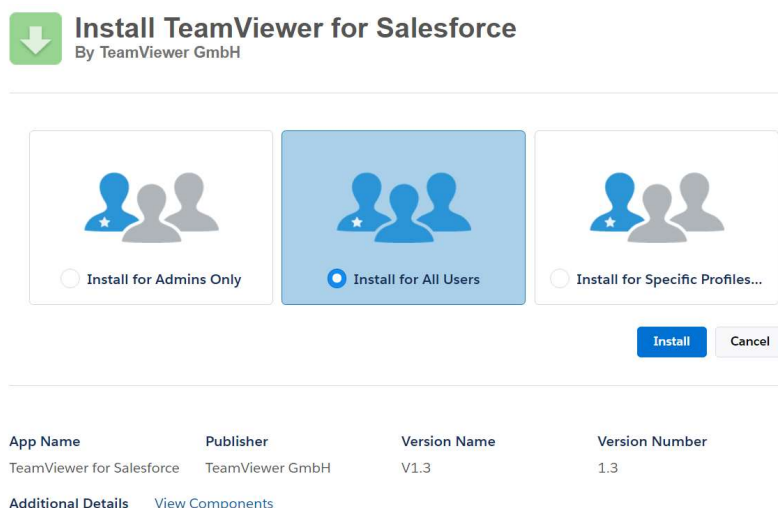 Install TeamViewer for Salesforce
By TeamViewer GmbH
Install for Admins Only
Install for All Users
Install for Specific Profiles...
Install
Cancel
App Name
Publisher
Version Name
Version Number
TeamViewer for Salesforce
TeamViewer GmbH
V1.3
1.3
Additional Details
View Components